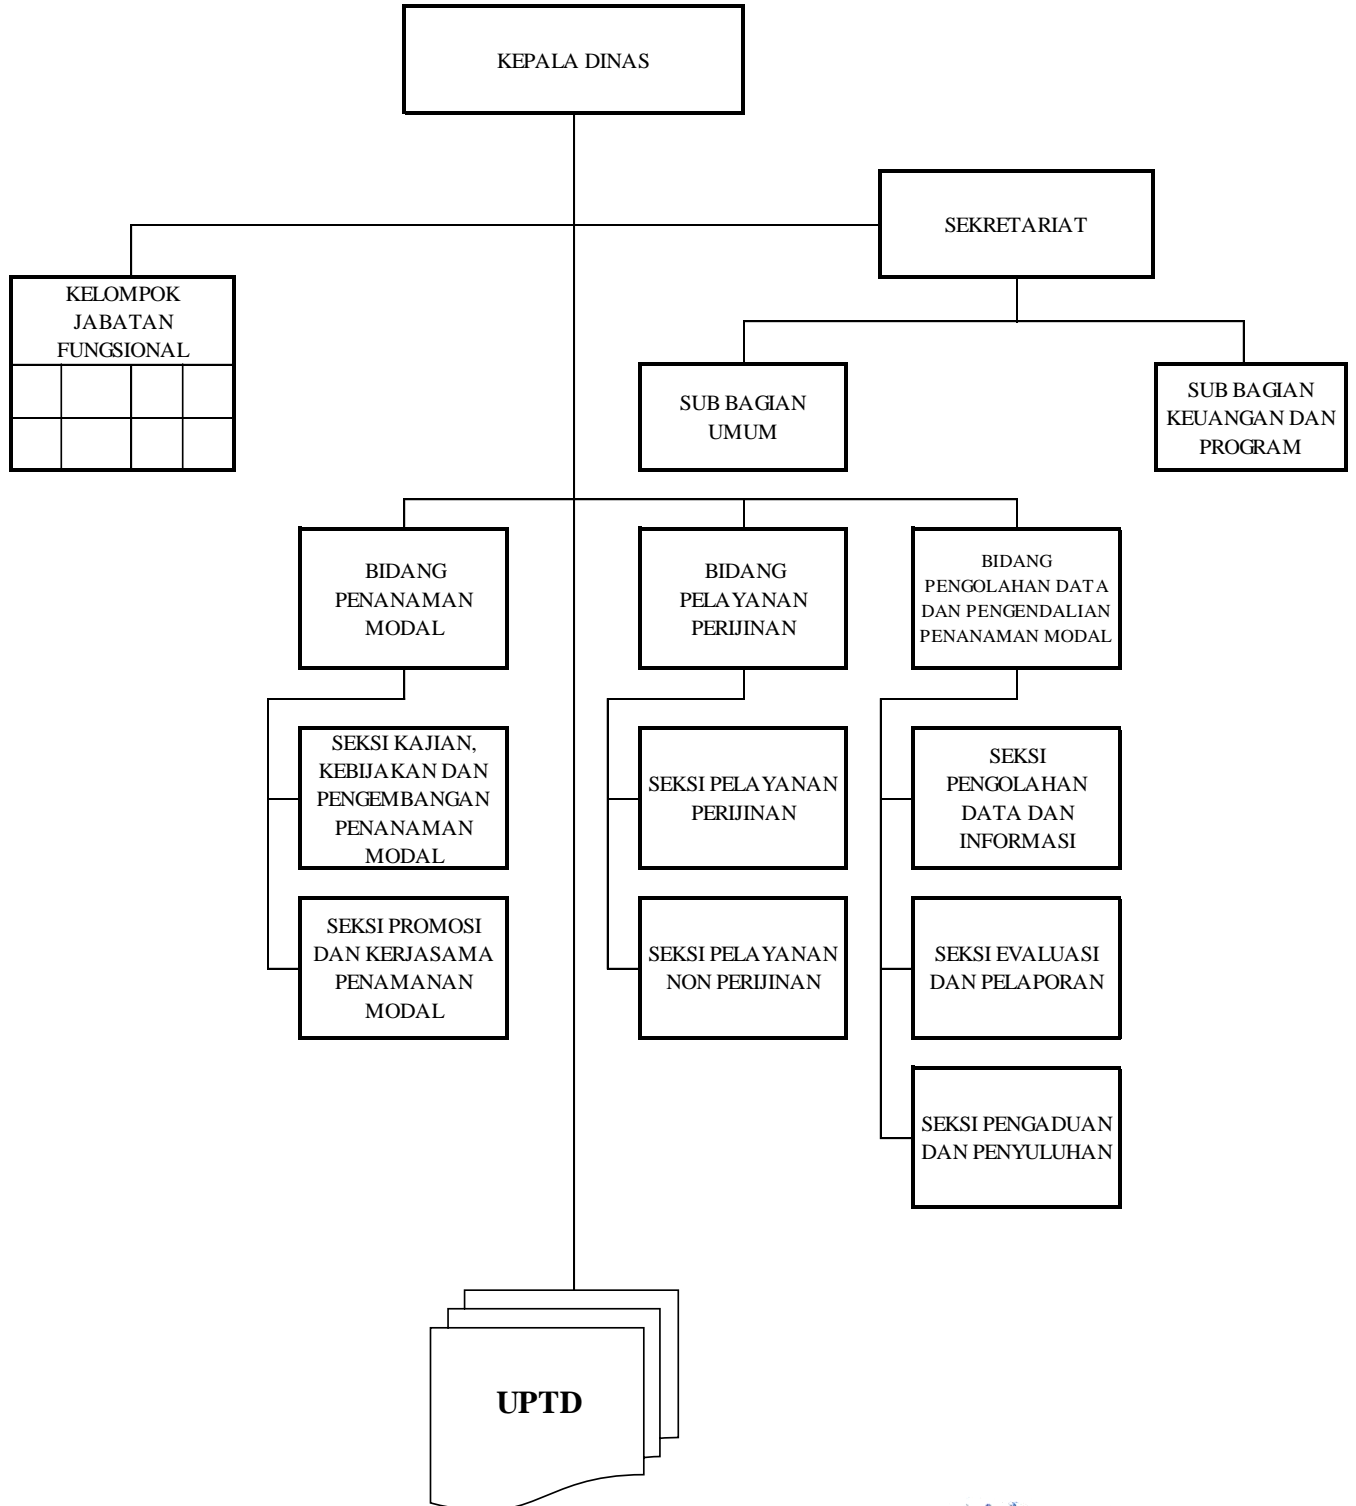 KEPALA DINAS
SEKRETARIAT
KELOMPOK
JABATAN
FUNGSIONAL
SUB BAGIAN
UMUM
SUB BAGIAN
KEUANGAN DAN
PROGRAM
BIDANG
PENANAMAN
MODAL
BIDANG
PELAYANAN
PERIJINAN
BIDANG
PENGOLAHAN DATA
DAN PENGENDALIAN
PENANAMAN MODAL
SEKSI KAJIAN,
KEBIJAKAN DAN
PENGEMBANGAN
PENANAMAN
MODAL
SEKSI PROMOSI
DAN KERJASAMA
PENAMANAN
MODAL
SEKSI PELAYANAN
PERIJINAN
SEKSI PELAYANAN
NON PERIJINAN
SEKSI
PENGOLAHAN
DATA DAN
INFORMASI
SEKSI EVALUASI
DAN PELAPORAN
SEKSI PENGADUAN
DAN PENYULUHAN
UPTD